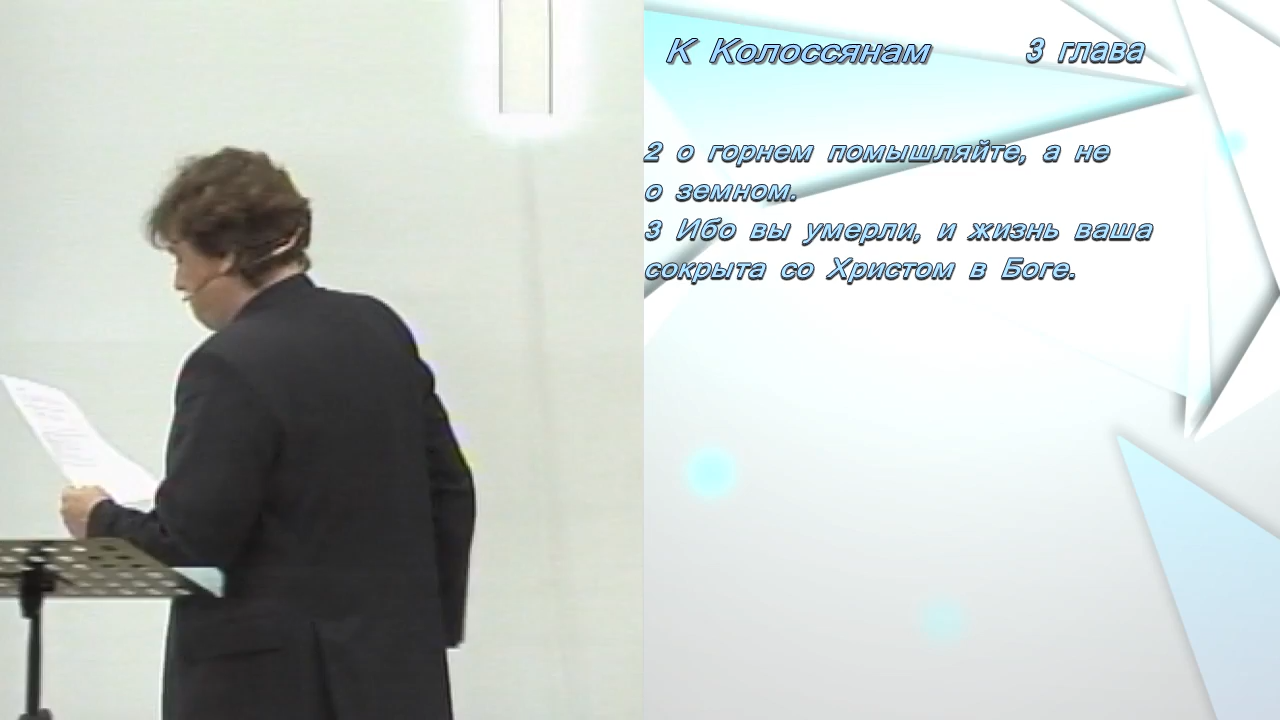 К Колоссянам 3 глава
2 о горнем помышляйте, а не
о земном.
3 Ибо вы умерли, и жизнь ваша
сокрыта со Христом в Боге.